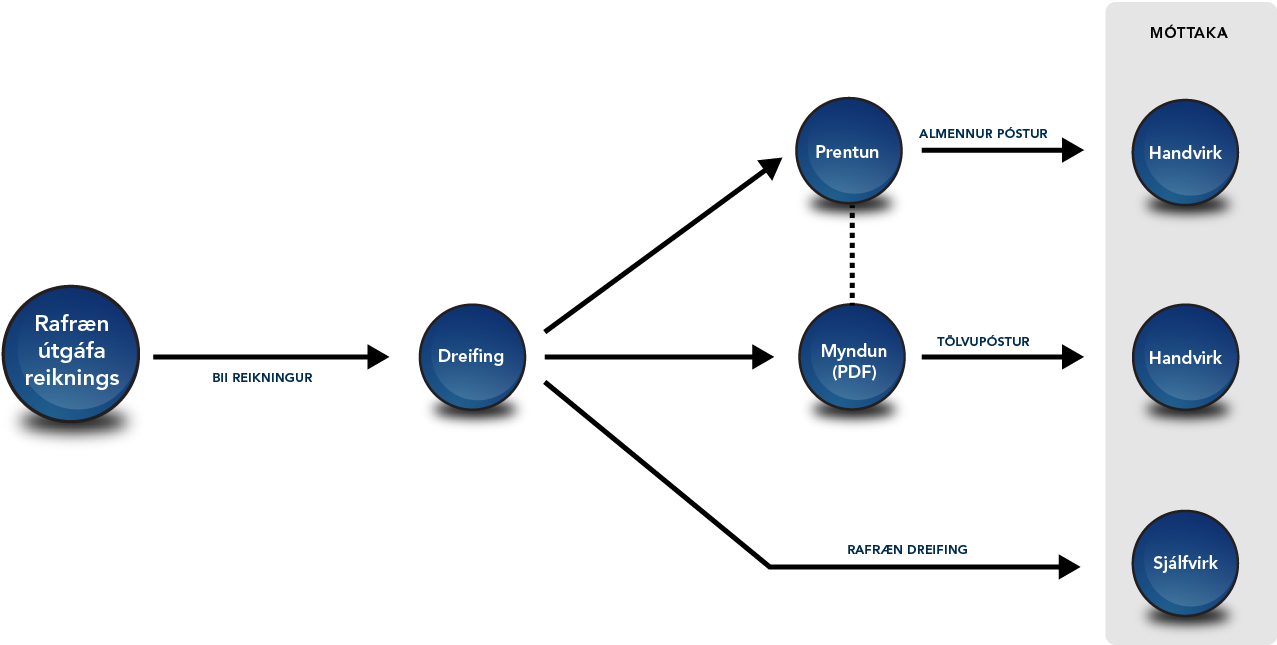 MÓTTAKA
ALMENNUR PÓSTUR
Prentun
Handvirk
Rafræn
útgáfa
reiknings
BII REIKNINGUR
Dreifing
Myndun
(PDF)
TÖLVUPÓSTUR
Handvirk
RAFRÆN DREIFING
Sjálfvirk